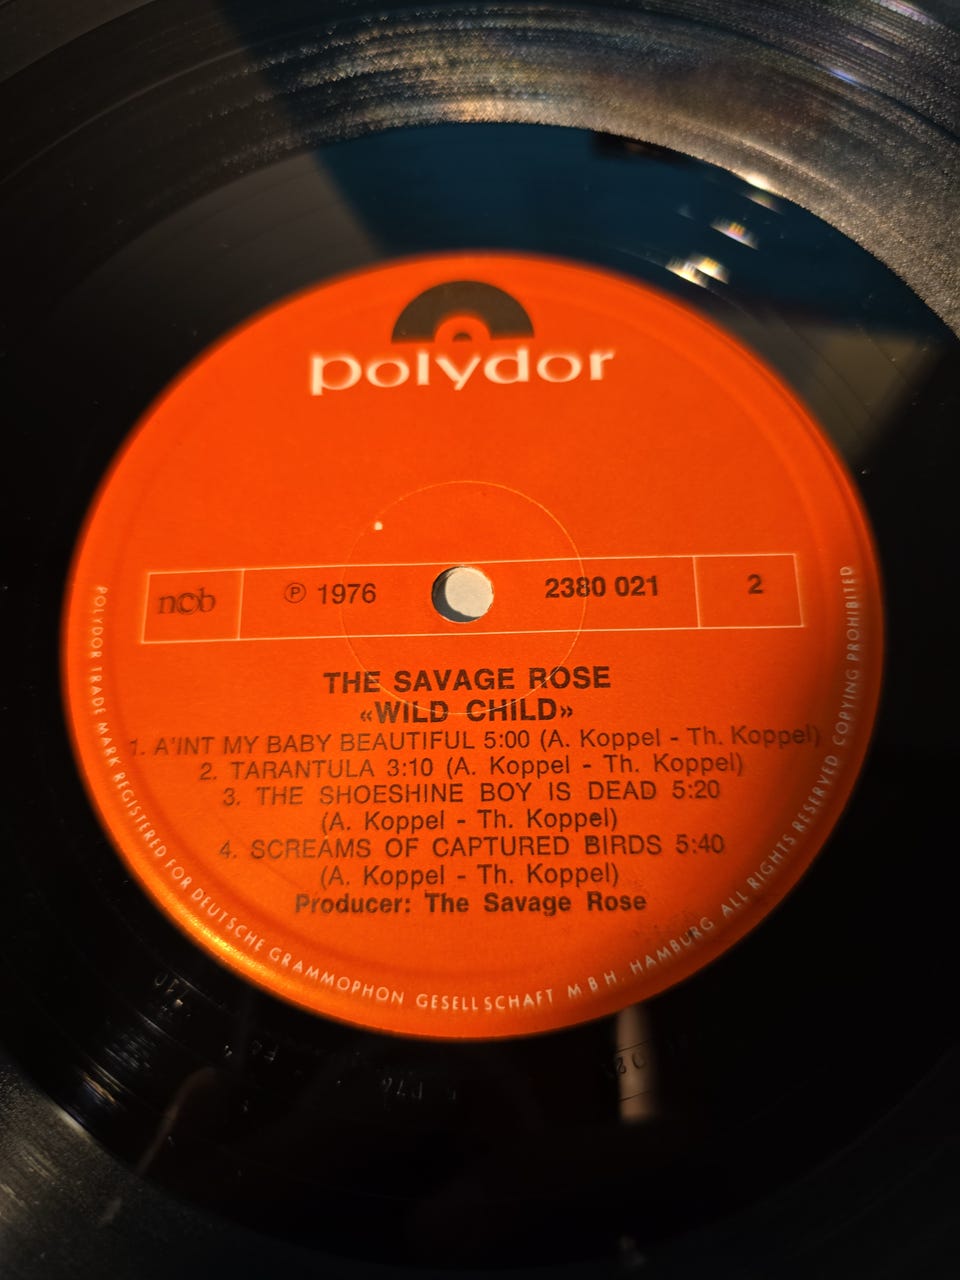 polydor
ncb
℗ 1976
2380 021
2
THE SAVAGE ROSE
«WILD CHILD»
1. A'INT MY BABY BEAUTIFUL 5:00 (A. Koppel - Th. Koppel)
2. TARANTULA 3:10 (A. Koppel - Th. Koppel)
3. THE SHOESHINE BOY IS DEAD 5:20
(A. Koppel - Th. Koppel)
4. SCREAMS OF CAPTURED BIRDS 5:40
(A. Koppel - Th. Koppel)
Producer: The Savage Rose
POLYDOR TRADE MARK REGISTERED FOR DEUTSCHE GRAMMOPHON GESELLSCHAFT M B H. HAMBURG ALL RIGHTS RESERVED COPYING PROHIBITED